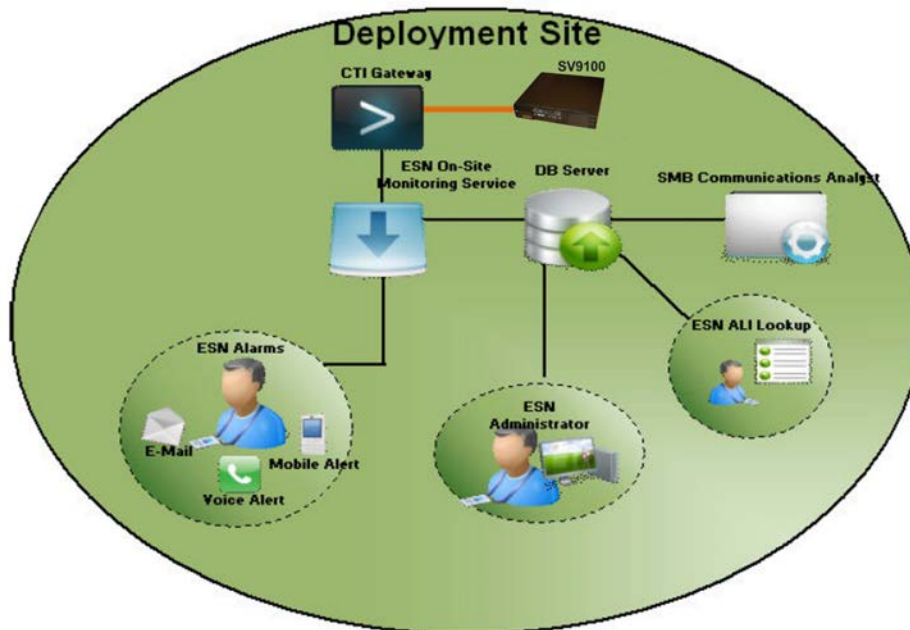 Deployment Site
CTI Gateway
SV9100
ESN On-Site
Monitoring Service
DB Server
SMB Communications Analyst
ESN Alarms
E-Mail
Mobile Alert
Voice Alert
ESN
Administrator
ESN ALI Lookup